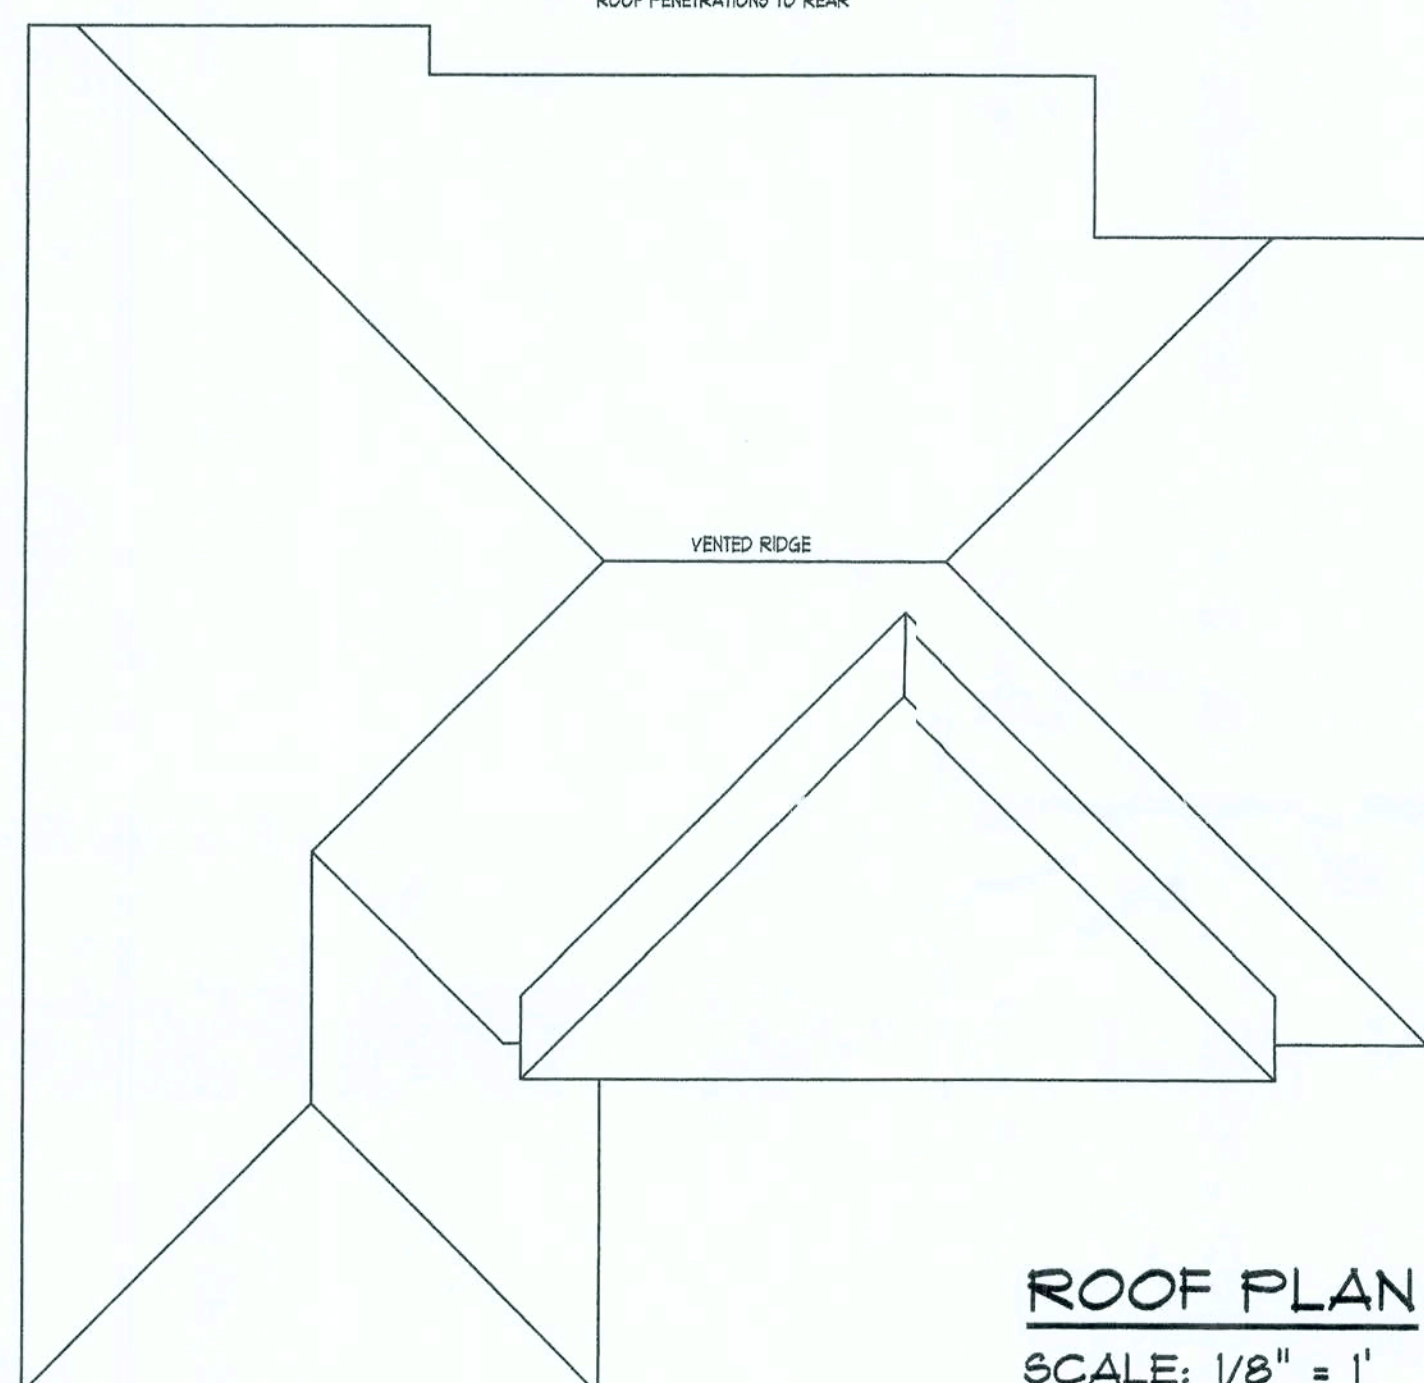 ROOF PENETRATIONS TO REAR
VENTED RIDGE
ROOF PLAN
SCALE: 1/8" = 1'